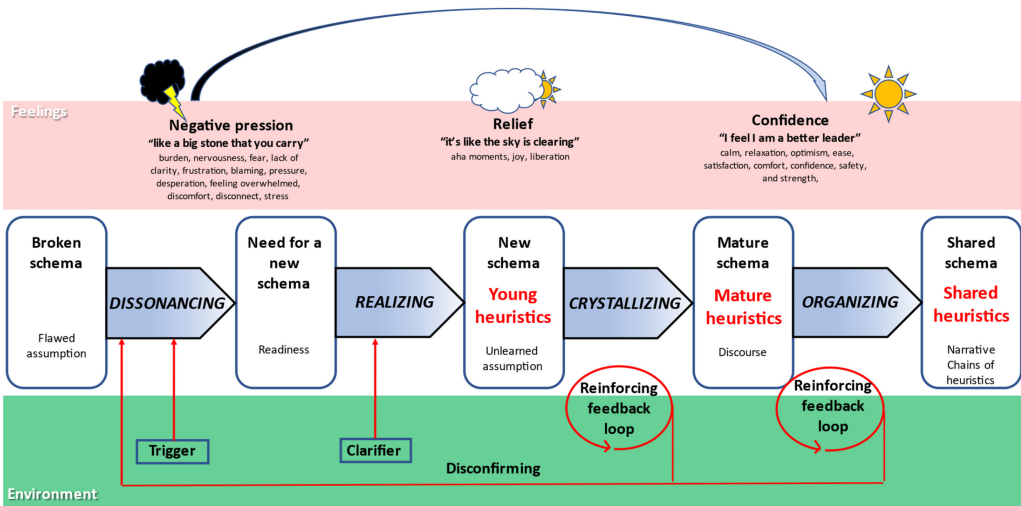 Feelings
Negative pression
“like a big stone that you carry”
burden, nervousness, fear, lack of
clarity, frustration, blaming, pressure,
desperation, feeling overwhelmed,
discomfort, disconnect, stress
Relief
“it’s like the sky is clearing”
aha moments, joy, liberation
Confidence
“I feel I am a better leader”
calm, relaxation, optimism, ease,
satisfaction, comfort, confidence, safety,
and strength,
Broken
schema
Flawed
assumption
DISSONANCING
Need for a
new
schema
Readiness
REALIZING
New
schema
Young
heuristics
Unlearned
assumption
CRYSTALLIZING
Mature
schema
Mature
heuristics
Discourse
ORGANIZING
Shared
schema
Shared
heuristics
Narrative
Chains of
heuristics
Reinforcing
feedback
loop
Reinforcing
feedback
loop
Trigger
Clarifier
Disconfirming
Environment